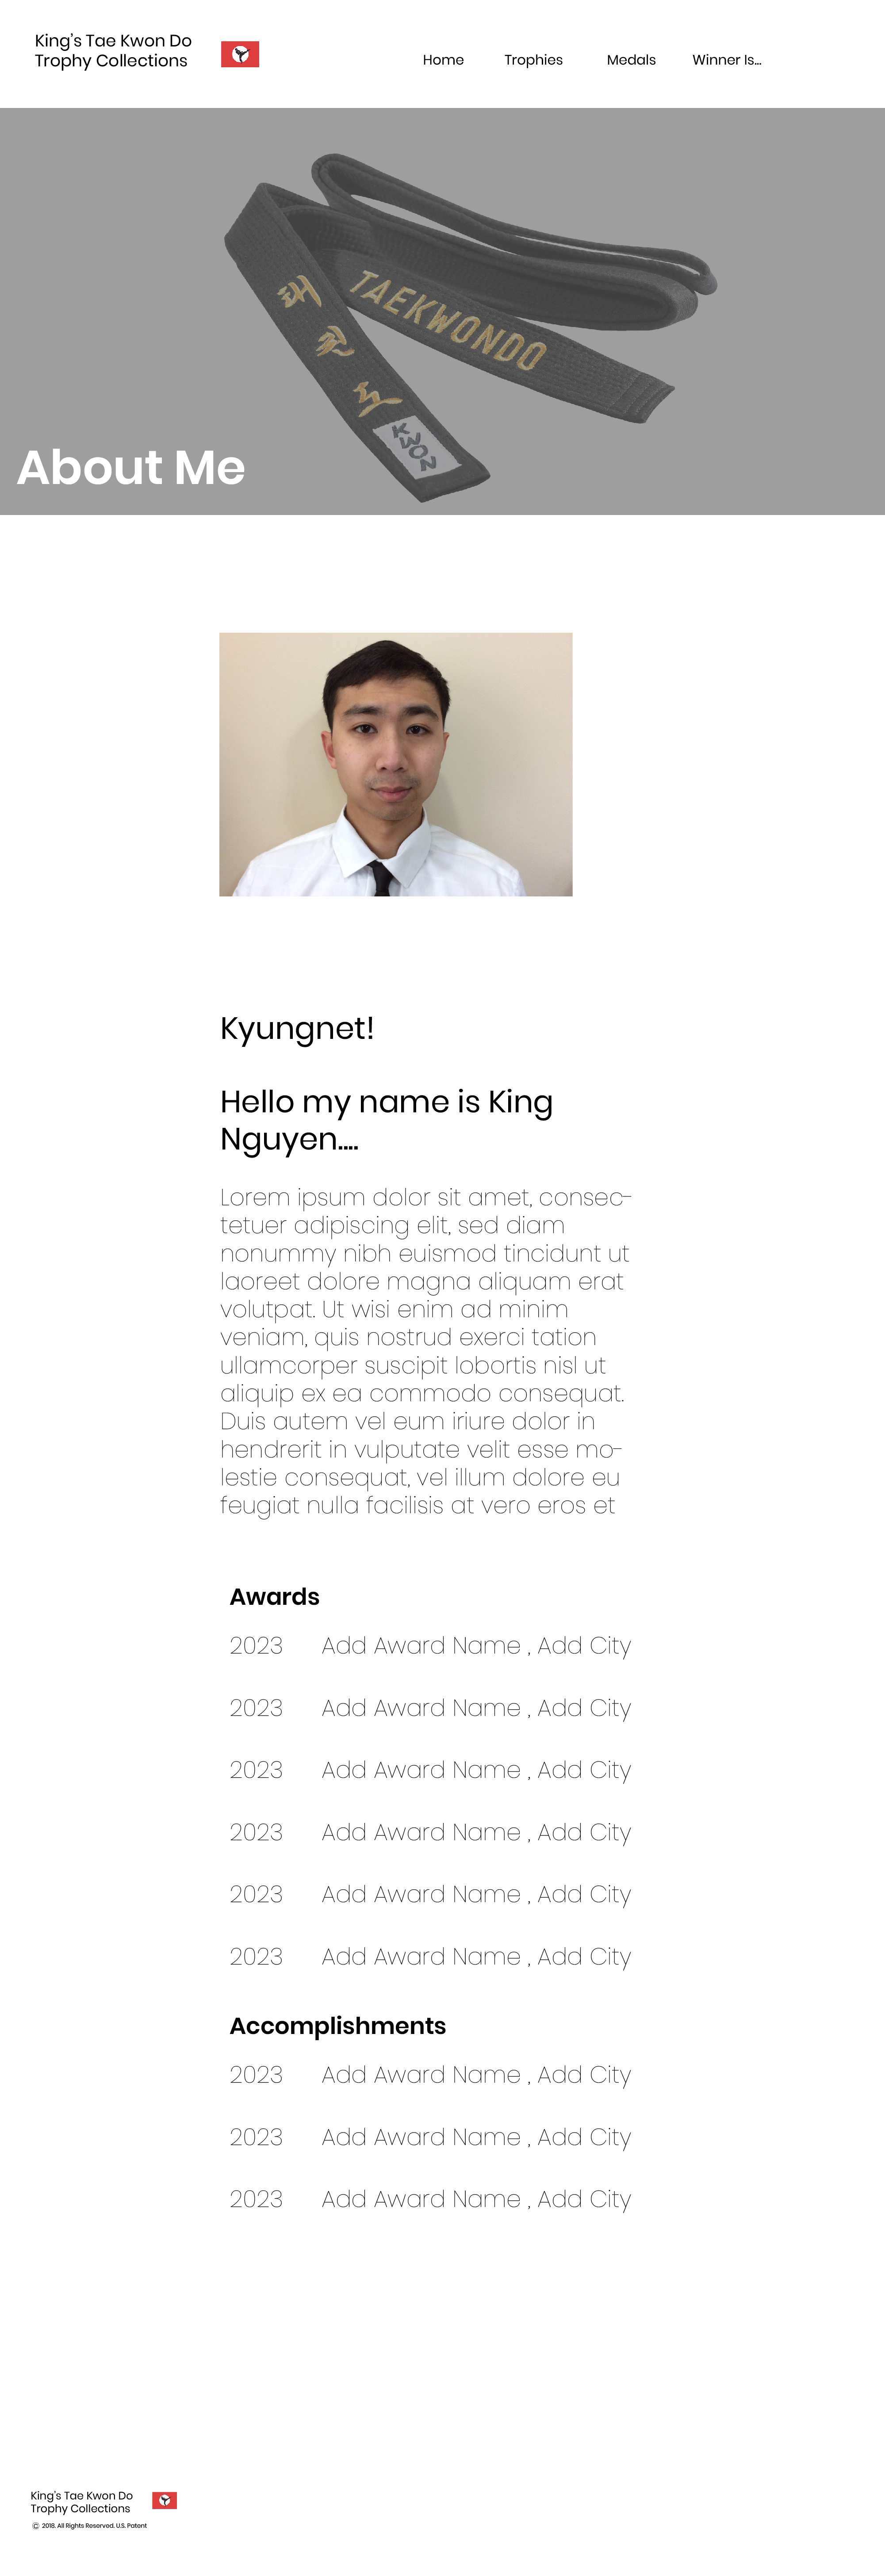 King's Tae Kwon Do
Trophy Collections
Home Trophies Medals Winner Is...
TAEKWONDO
태
권
도
KWON
About Me
Kyungnet!
Hello my name is King
Nguyen....
Lorem ipsum dolor sit amet, consec-
tetuer adipiscing elit, sed diam
nonummy nibh euismod tincidunt ut
laoreet dolore magna aliquam erat
volutpat. Ut wisi enim ad minim
veniam, quis nostrud exerci tation
ullamcorper suscipit lobortis nisl ut
aliquip ex ea commodo consequat.
Duis autem vel eum iriure dolor in
hendrerit in vulputate velit esse mo-
lestie consequat, vel illum dolore eu
feugiat nulla facilisis at vero eros et
Awards
2023 Add Award Name , Add City
2023 Add Award Name , Add City
2023 Add Award Name , Add City
2023 Add Award Name , Add City
2023 Add Award Name , Add City
2023 Add Award Name , Add City
Accomplishments
2023 Add Award Name , Add City
2023 Add Award Name , Add City
2023 Add Award Name , Add City
King's Tae Kwon Do
Trophy Collections
© 2018. All Rights Reserved. U.S. Patent